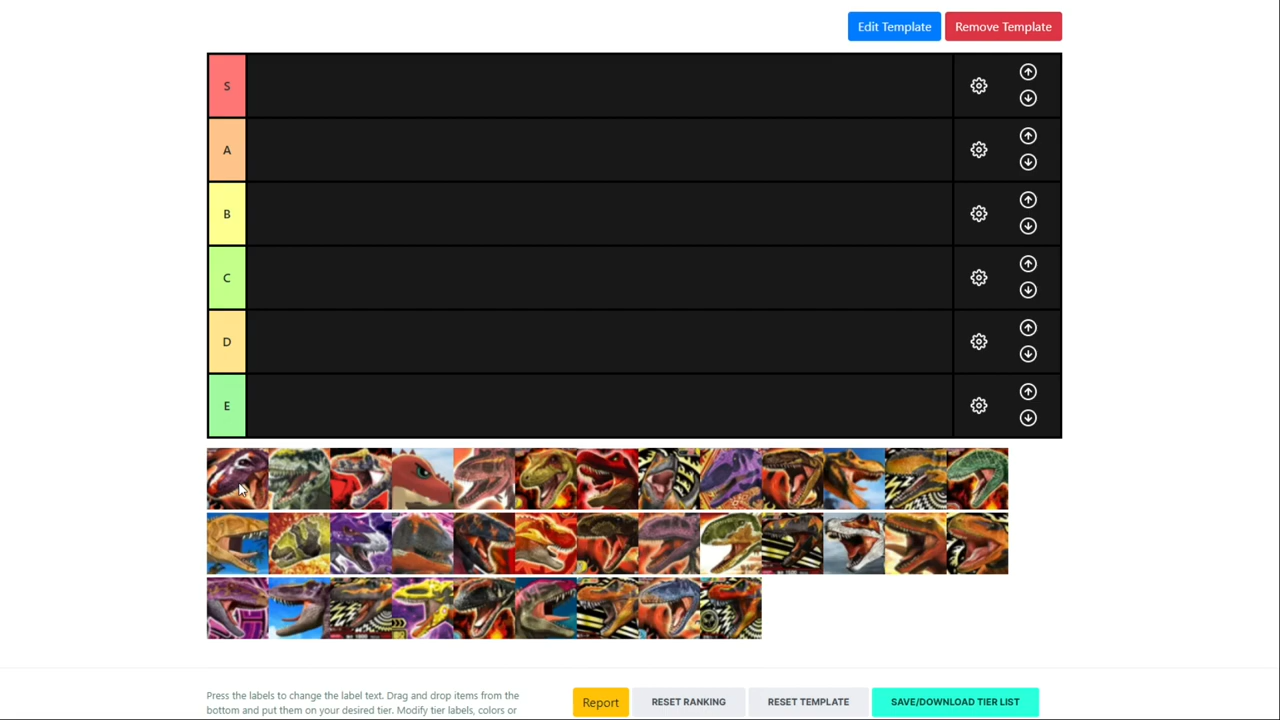 Edit Template Remove Template
S
A
B
C
D
E
Press the labels to change the label text. Drag and drop items from the
bottom and put them on your desired tier. Modify tier labels, colors or
Report RESET RANKING RESET TEMPLATE SAVE/DOWNLOAD TIER LIST